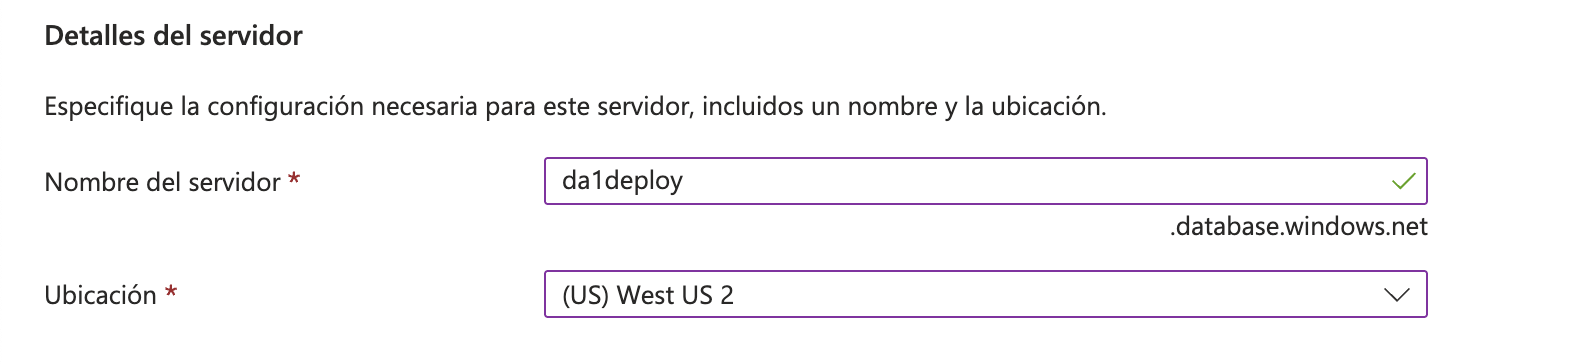 Detalles del servidor
Especifique la configuración necesaria para este servidor, incluidos un nombre y la ubicación.
Nombre del servidor *
da1deploy
.database.windows.net
Ubicación *
(US) West US 2